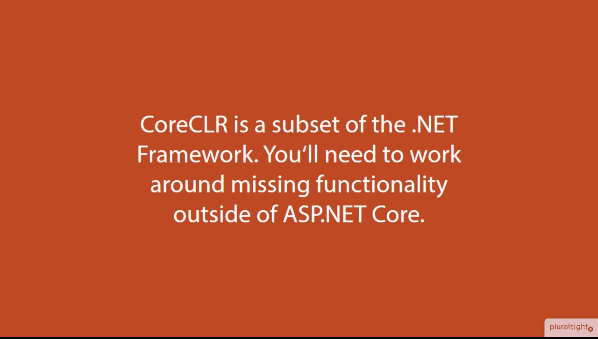 CoreCLR is a subset of the .NET
Framework. You'll need to work
around missing functionality
outside of ASP.NET Core.
pluralsight